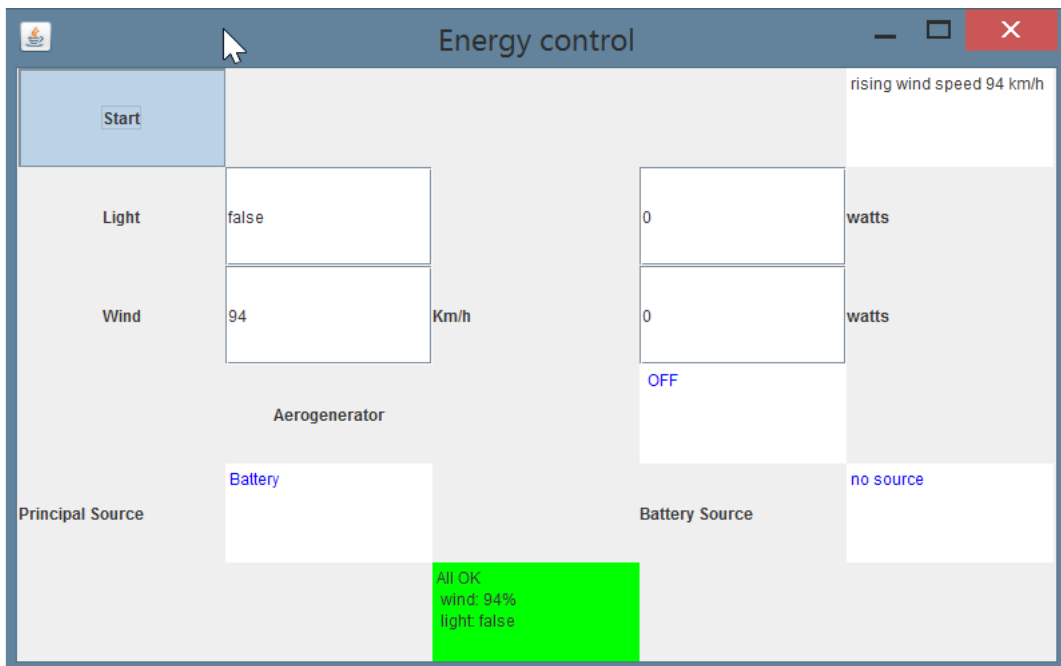 Energy control
Start
rising wind speed 94 km/h
Light
false
0
watts
Wind
94
Km/h
0
watts
Aerogenerator
OFF
Principal Source
Battery
Battery Source
no source
All OK
wind: 94%
light: false